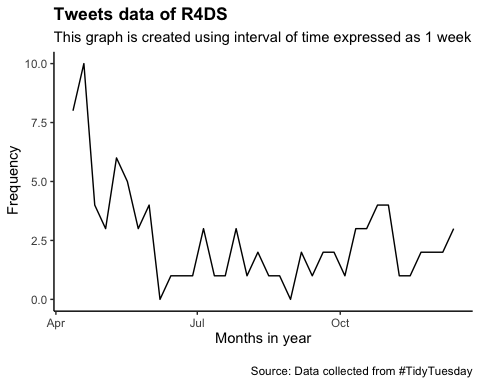 Tweets data of R4DS
This graph is created using interval of time expressed as 1 week
10.0
7.5
5.0
2.5
0.0
Frequency
Apr Jul Oct
Months in year
Source: Data collected from #TidyTuesday